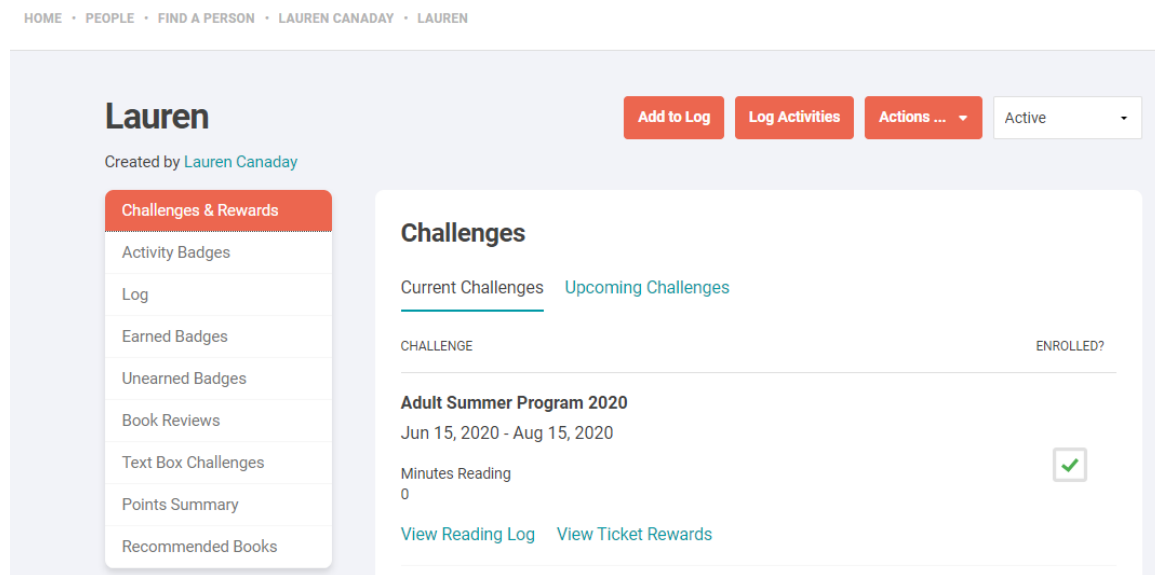 HOME • PEOPLE • FIND A PERSON • LAUREN CANADAY • LAUREN
Lauren
Add to Log
Log Activities
Actions ...
Active
Created by Lauren Canaday
Challenges & Rewards
Activity Badges
Log
Earned Badges
Unearned Badges
Book Reviews
Text Box Challenges
Points Summary
Recommended Books
Challenges
Current Challenges Upcoming Challenges
CHALLENGE ENROLLED?
Adult Summer Program 2020
Jun 15, 2020 - Aug 15, 2020
Minutes Reading
0
View Reading Log View Ticket Rewards